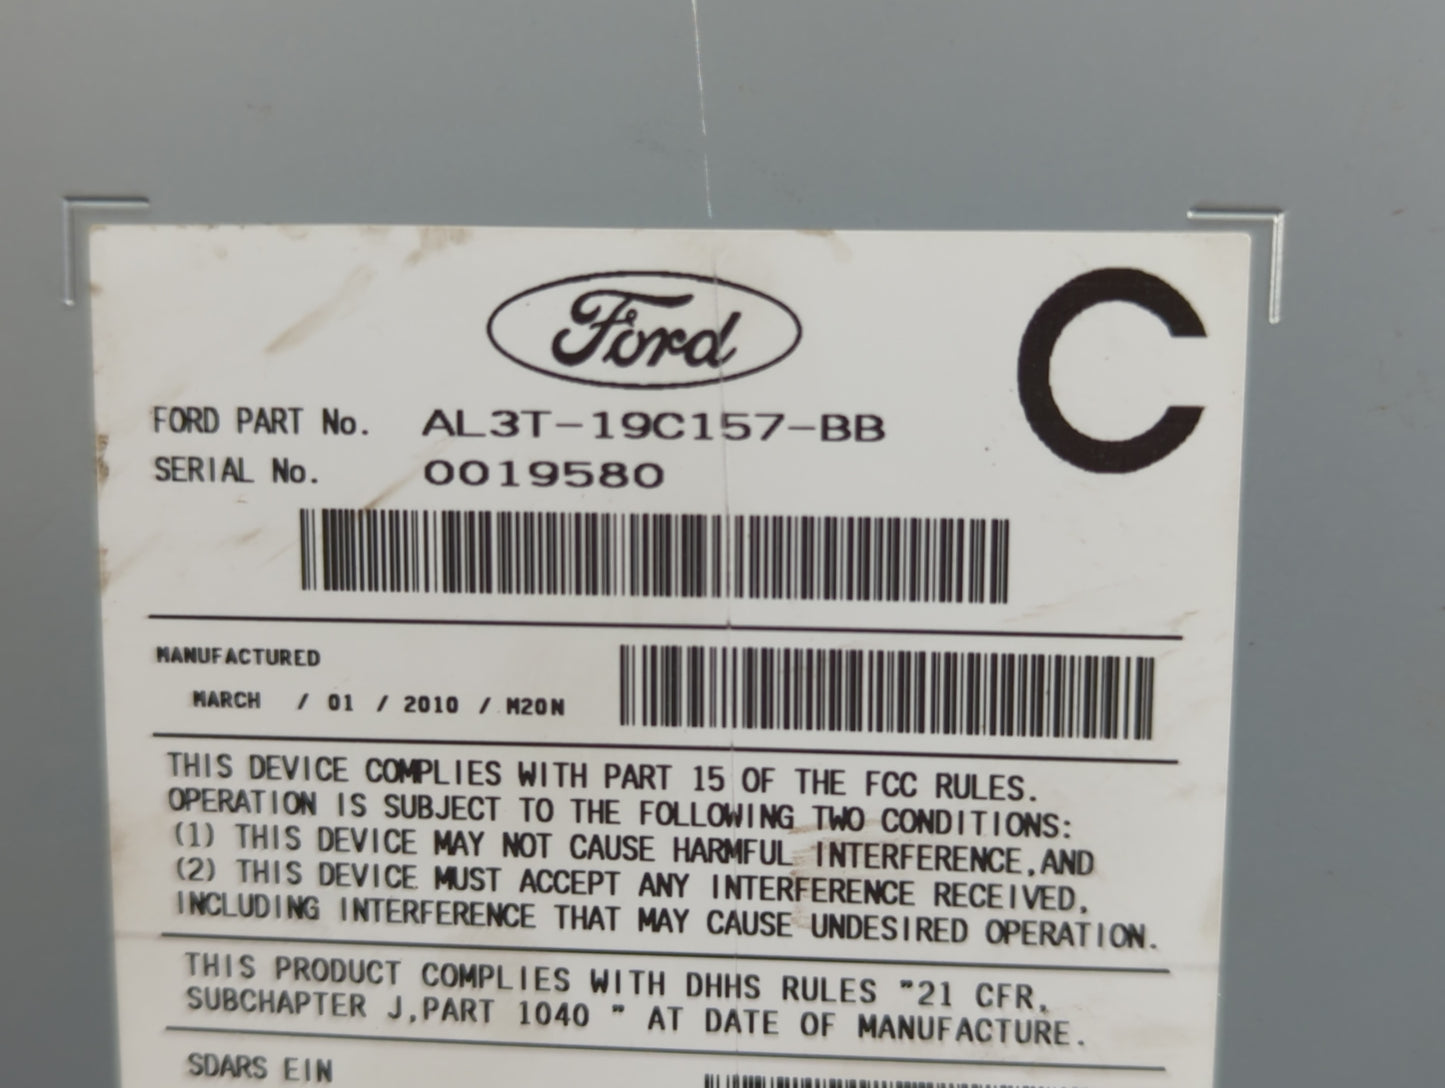 Ford
C
FORD PART No. AL3T-19C157-BB
SERIAL No. 0019580
MANUFACTURED
MARCH / 01 / 2010 / M20N
THIS DEVICE COMPLIES WITH PART 15 OF THE FCC RULES.
OPERATION IS SUBJECT TO THE FOLLOWING TWO CONDITIONS:
(1) THIS DEVICE MAY NOT CAUSE HARMFUL INTERFERENCE,AND
(2) THIS DEVICE MUST ACCEPT ANY INTERFERENCE RECEIVED,
INCLUDING INTERFERENCE THAT MAY CAUSE UNDESIRED OPERATION.
THIS PRODUCT COMPLIES WITH DHHS RULES "21 CFR,
SUBCHAPTER J,PART 1040 " AT DATE OF MANUFACTURE.
SDARS EIN